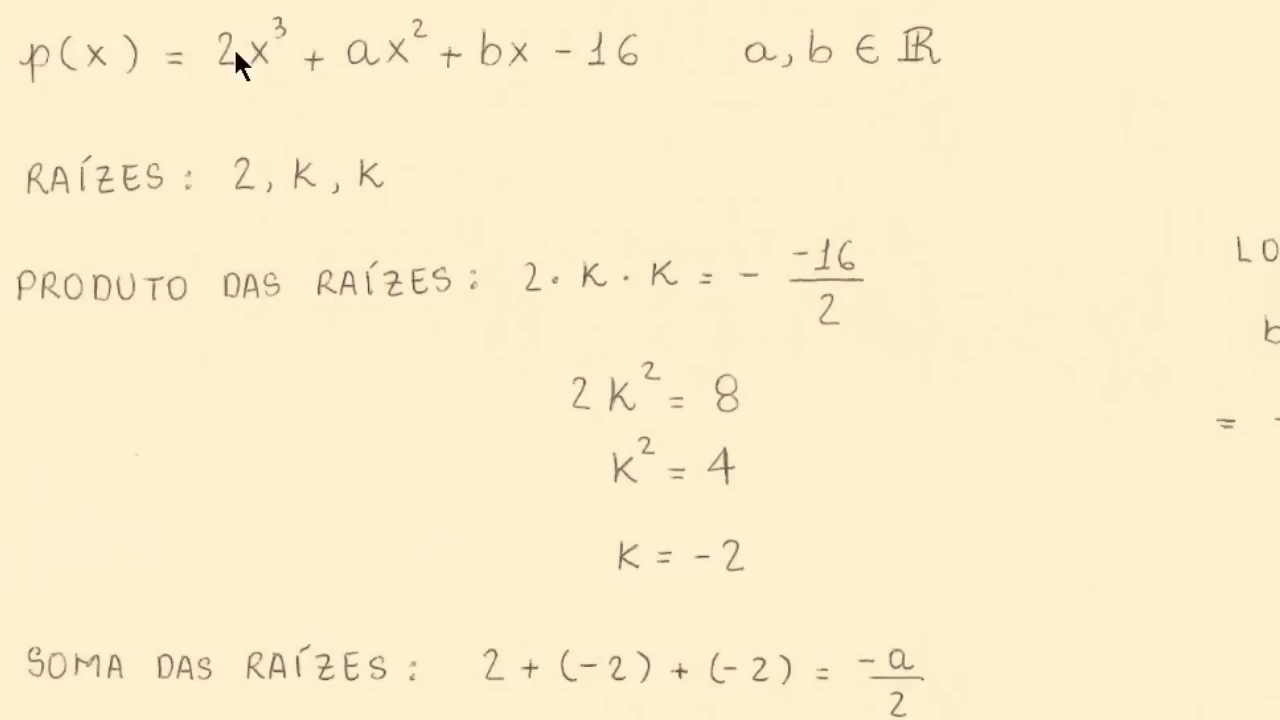 p(x) = 2x³ + ax² + bx - 16 a, b ∈ ℝ
RAÍZES: 2, K, K
PRODUTO DAS RAÍZES: 2 · K · K = - -16/2
2K² = 8
K² = 4
K = -2
SOMA DAS RAÍZES: 2 + (-2) + (-2) = -a/2
LO
b
= -